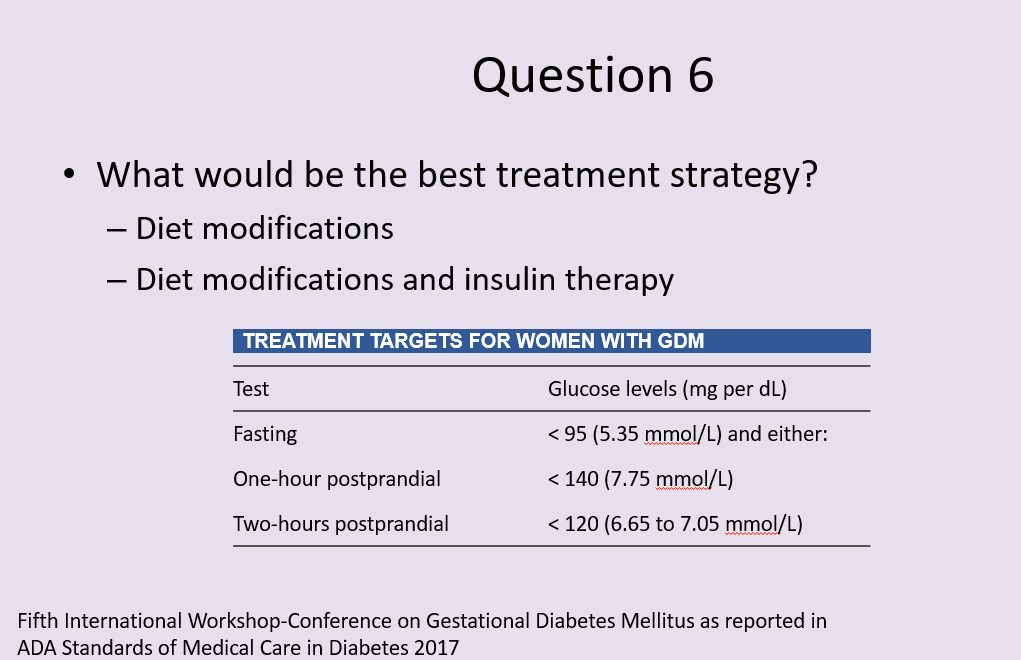 Question 6
• What would be the best treatment strategy?
– Diet modifications
– Diet modifications and insulin therapy
TREATMENT TARGETS FOR WOMEN WITH GDM
Test Glucose levels (mg per dL)
Fasting < 95 (5.35 mmol/L) and either:
One-hour postprandial < 140 (7.75 mmol/L)
Two-hours postprandial < 120 (6.65 to 7.05 mmol/L)
Fifth International Workshop-Conference on Gestational Diabetes Mellitus as reported in
ADA Standards of Medical Care in Diabetes 2017